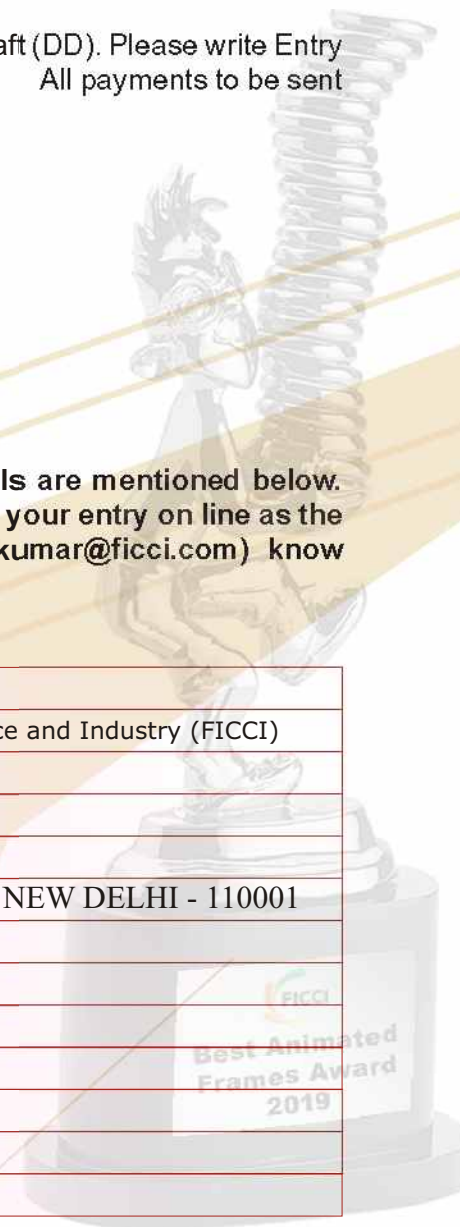 aft (DD). Please write Entry
All payments to be sent
ls are mentioned below.
your entry on line as the
kumar@ficci.com) know
ce and Industry (FICCI)
NEW DELHI - 110001
FICCI
Best Animated
Frames Award
2019